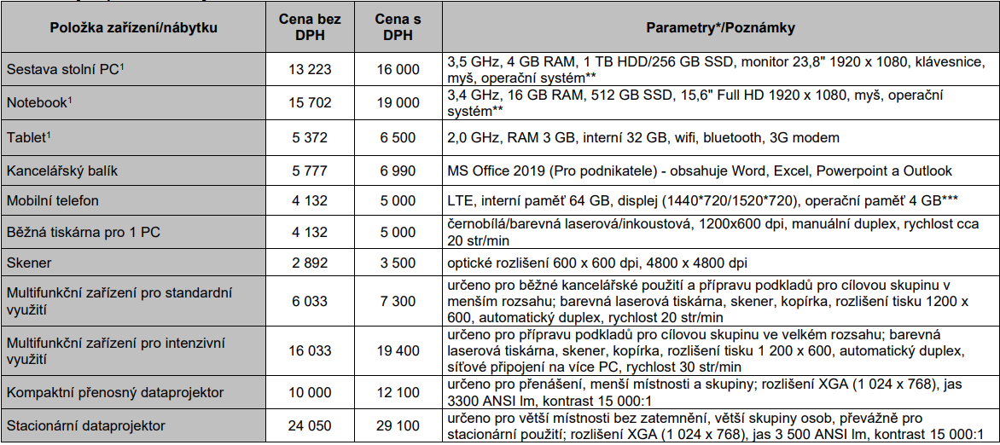 Položka zařízení/nábytku | Cena bez DPH | Cena s DPH | Parametry*/Poznámky
Sestava stolní PC¹ | 13 223 | 16 000 | 3,5 GHz, 4 GB RAM, 1 TB HDD/256 GB SSD, monitor 23,8" 1920 x 1080, klávesnice,
myš, operační systém**
Notebook¹ | 15 702 | 19 000 | 3,4 GHz, 16 GB RAM, 512 GB SSD, 15,6" Full HD 1920 x 1080, myš, operační
systém**
Tablet¹ | 5 372 | 6 500 | 2,0 GHz, RAM 3 GB, interní 32 GB, wifi, bluetooth, 3G modem
Kancelářský balík | 5 777 | 6 990 | MS Office 2019 (Pro podnikatele) - obsahuje Word, Excel, Powerpoint a Outlook
Mobilní telefon | 4 132 | 5 000 | LTE, interní paměť 64 GB, displej (1440*720/1520*720), operační paměť 4 GB***
Běžná tiskárna pro 1 PC | 4 132 | 5 000 | černobílá/barevná laserová/inkoustová, 1200x600 dpi, manuální duplex, rychlost cca
20 str/min
Skener | 2 892 | 3 500 | optické rozlišení 600 x 600 dpi, 4800 x 4800 dpi
Multifunkční zařízení pro standardní
využití | 6 033 | 7 300 | určeno pro běžné kancelářské použití a přípravu podkladů pro cílovou skupinu v
menším rozsahu; barevná laserová tiskárna, skener, kopírka, rozlišení tisku 1200 x
600, automatický duplex, rychlost 20 str/min
Multifunkční zařízení pro intenzivní
využití | 16 033 | 19 400 | určeno pro přípravu podkladů pro cílovou skupinu ve velkém rozsahu; barevná
laserová tiskárna, skener, kopírka, rozlišení tisku 1 200 x 600, automatický duplex,
síťové připojení na více PC, rychlost 30 str/min
Kompaktní přenosný dataprojektor | 10 000 | 12 100 | určeno pro přenášení, menší místnosti a skupiny; rozlišení XGA (1 024 x 768), jas
3300 ANSI lm, kontrast 15 000:1
Stacionární dataprojektor | 24 050 | 29 100 | určeno pro větší místnosti bez zatemnění, větší skupiny osob, převážně pro
stacionární použití; rozlišení XGA (1 024 x 768), jas 3 500 ANSI lm, kontrast 15 000:1